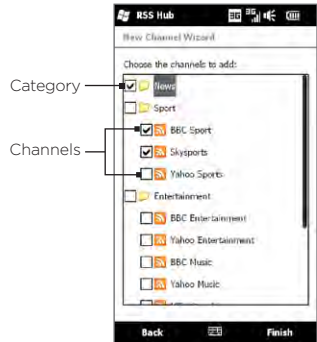 RSS Hub
New Channel Wizard
Choose the channels to add:
Category
News
Sport
Channels
BBC Sport
Skysports
Yahoo Sports
Entertainment
BBC Entertainment
Yahoo Entertainment
BBC Music
Yahoo Music
Back
Finish